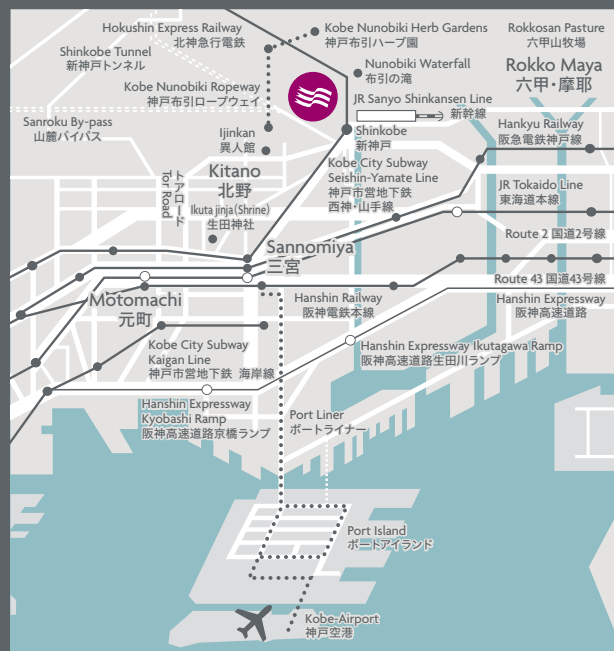 Hokushin Express Railway
北神急行電鉄
Kobe Nunobiki Herb Gardens
神戸布引ハーブ園
Rokkosan Pasture
六甲山牧場
Shinkobe Tunnel
新神戸トンネル
Nunobiki Waterfall
布引の滝
Rokko Maya
六甲・摩耶
Kobe Nunobiki Ropeway
神戸布引ロープウェイ
JR Sanyo Shinkansen Line
新幹線
Sanroku By-pass
山麓バイパス
Ijinkan
異人館
Shinkobe
新神戸
Hankyu Railway
阪急電鉄神戸線
Kitano
北野
Kobe City Subway
Seishin-Yamate Line
神戸市営地下鉄
西神・山手線
トアロード
Tor Road
JR Tokaido Line
東海道本線
Ikuta jinja (Shrine)
生田神社
Route 2 国道2号線
Sannomiya
三宮
Route 43 国道43号線
Motomachi
元町
Hanshin Railway
阪神電鉄本線
Hanshin Expressway
阪神高速道路
Kobe City Subway
Kaigan Line
神戸市営地下鉄 海岸線
Hanshin Expressway Ikutagawa Ramp
阪神高速道路生田川ランプ
Hanshin Expressway
Kyobashi Ramp
阪神高速道路京橋ランプ
Port Liner
ポートライナー
Port Island
ポートアイランド
Kobe-Airport
神戸空港